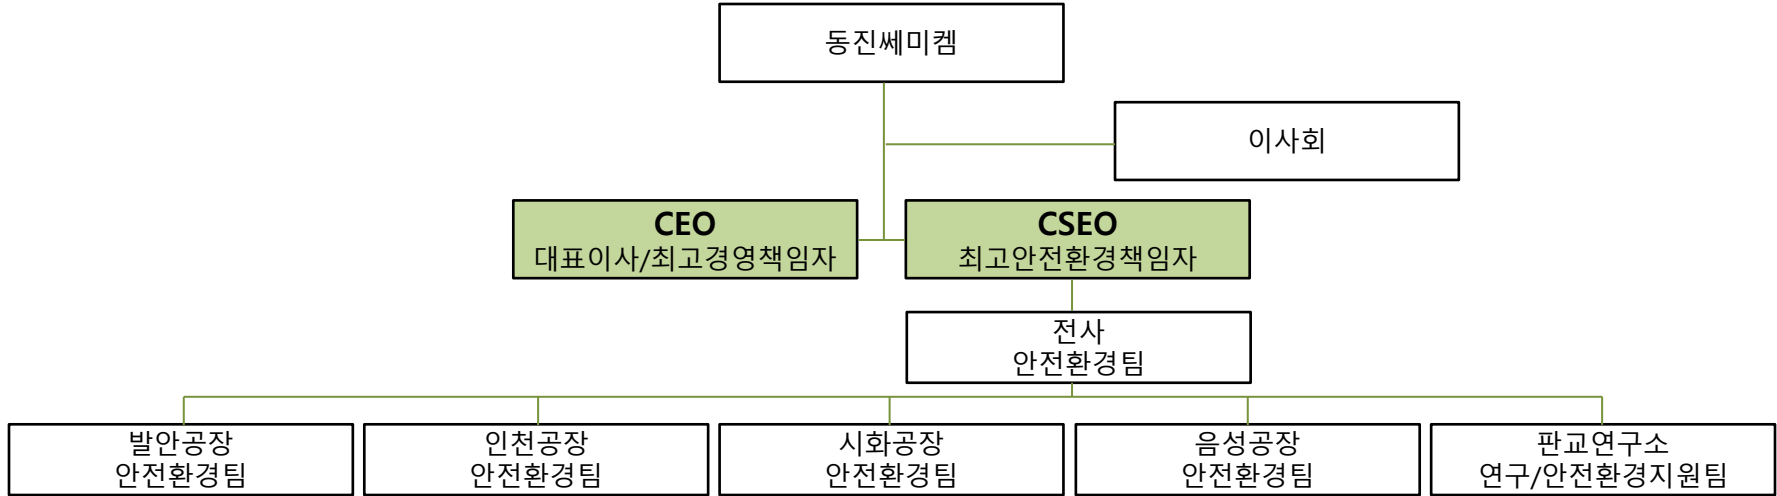 동진쎄미켐
이사회
CEO
대표이사/최고경영책임자
CSEO
최고안전환경책임자
전사
안전환경팀
발안공장
안전환경팀
인천공장
안전환경팀
시화공장
안전환경팀
음성공장
안전환경팀
판교연구소
연구/안전환경지원팀